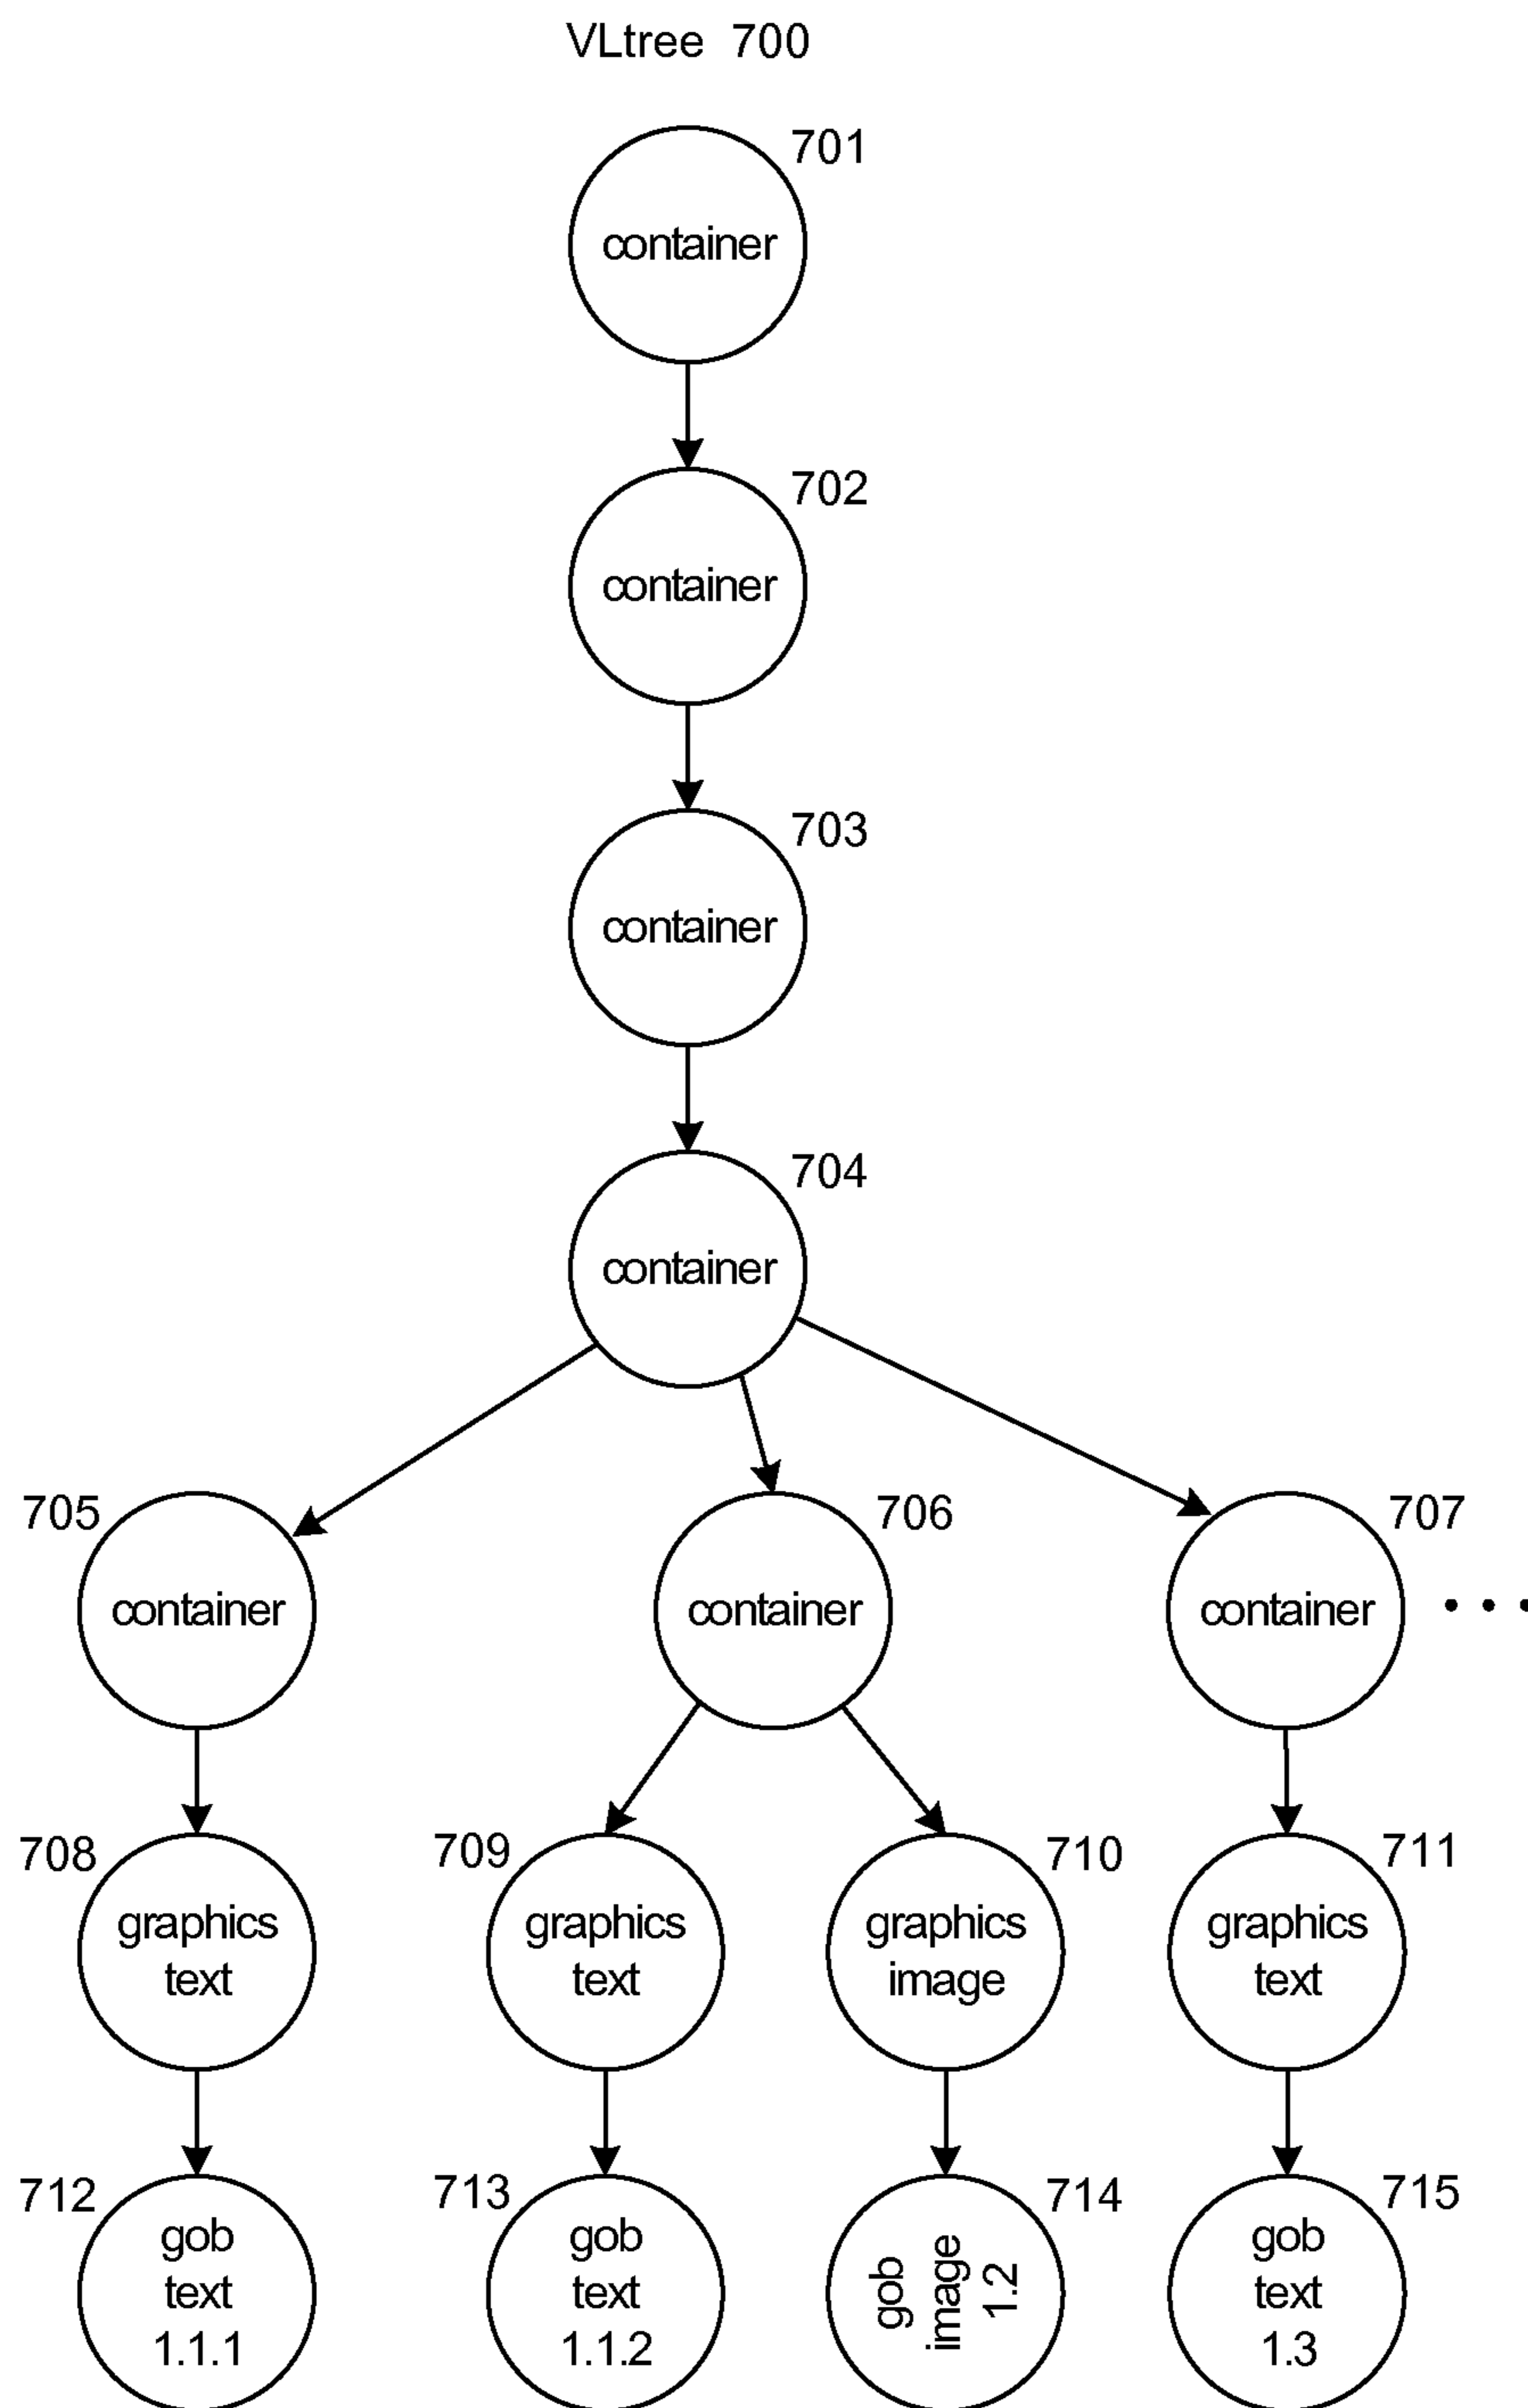 VLtree 700
701
container
702
container
703
container
704
container
705
706
707
container
container
container
. . .
708
709
710
711
graphics
text
graphics
text
graphics
image
graphics
text
712
713
714
715
gob
text
1.1.1
gob
text
1.1.2
gob
image
1.2
gob
text
1.3